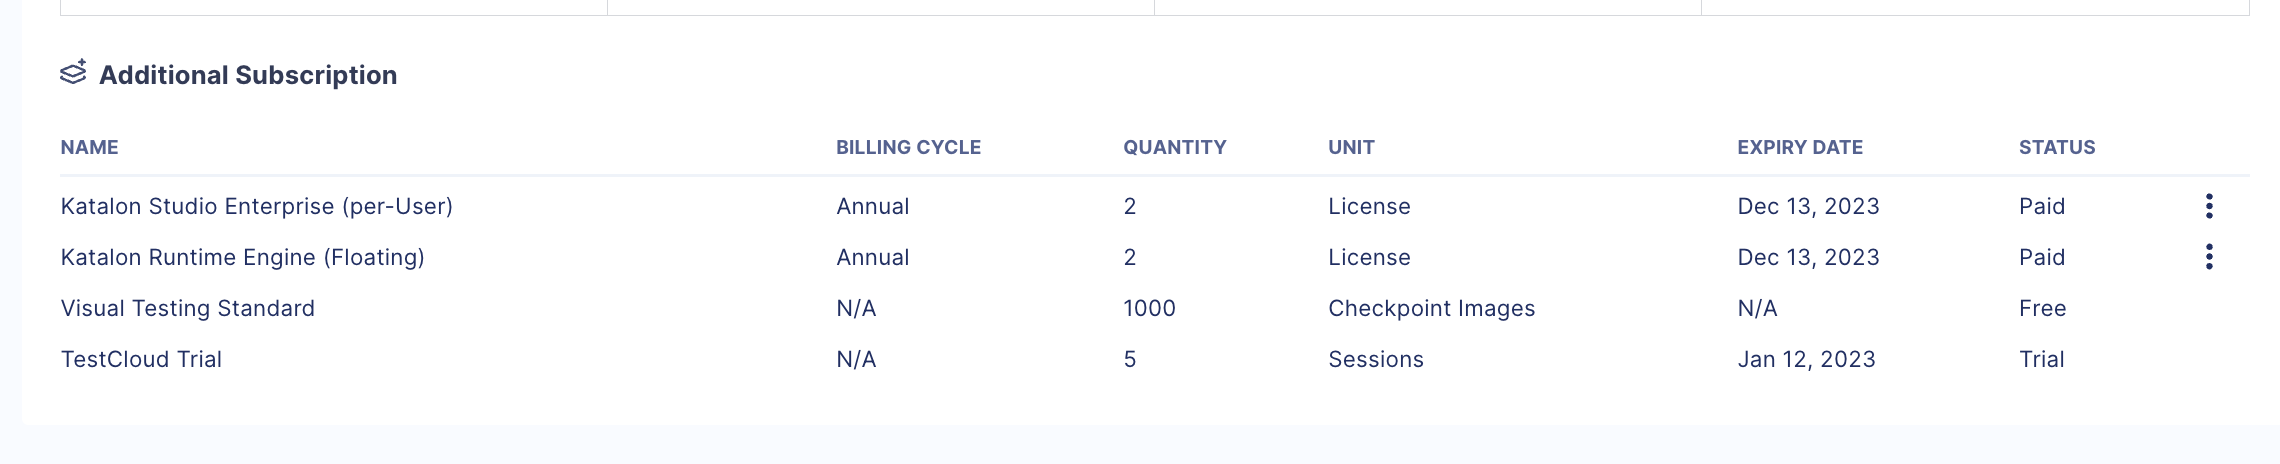 Additional Subscription
NAME BILLING CYCLE QUANTITY UNIT EXPIRY DATE STATUS
Katalon Studio Enterprise (per-User) Annual 2 License Dec 13, 2023 Paid
Katalon Runtime Engine (Floating) Annual 2 License Dec 13, 2023 Paid
Visual Testing Standard N/A 1000 Checkpoint Images N/A Free
TestCloud Trial N/A 5 Sessions Jan 12, 2023 Trial